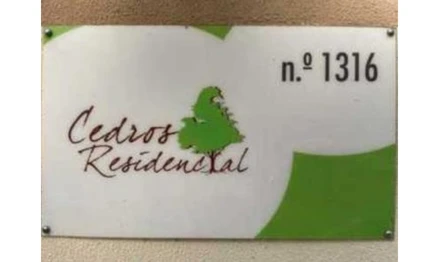 n.º 1316
Cedros
Residencial